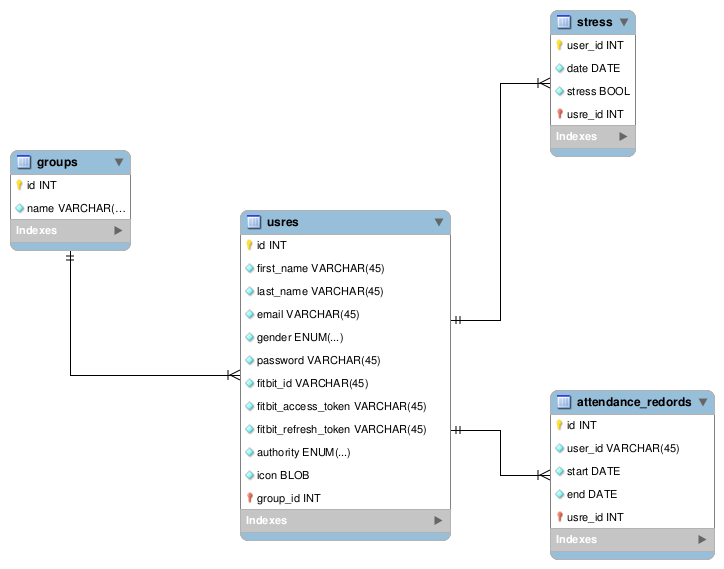 stress
user_id INT
date DATE
stress BOOL
usre_id INT
Indexes
groups
id INT
name VARCHAR(...
Indexes
usres
id INT
first_name VARCHAR(45)
last_name VARCHAR(45)
email VARCHAR(45)
gender ENUM(...)
password VARCHAR(45)
fitbit_id VARCHAR(45)
fitbit_access_token VARCHAR(45)
fitbit_refresh_token VARCHAR(45)
authority ENUM(...)
icon BLOB
group_id INT
Indexes
attendance_redords
id INT
user_id VARCHAR(45)
start DATE
end DATE
usre_id INT
Indexes